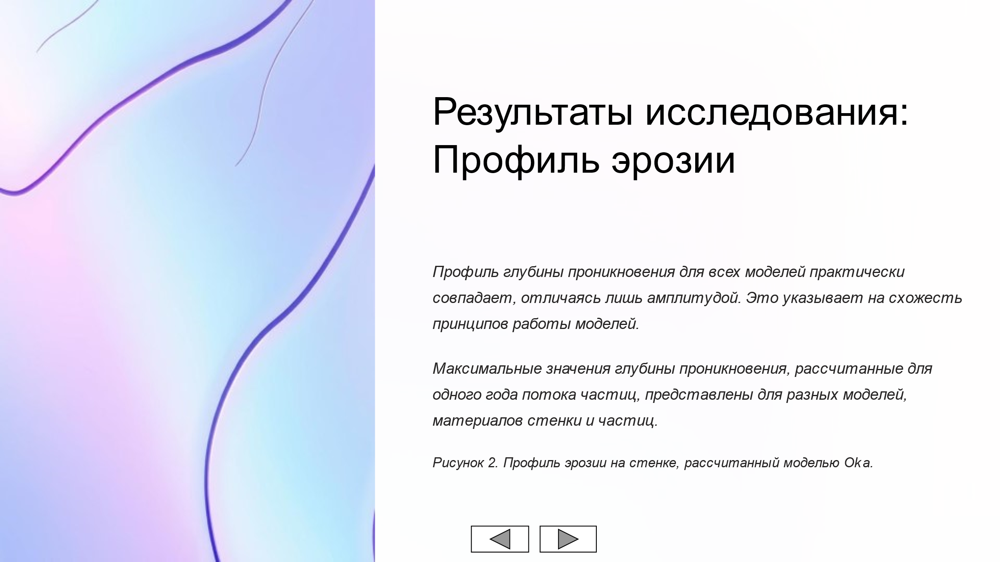 Результаты исследования:
Профиль эрозии
Профиль глубины проникновения для всех моделей практически
совпадает, отличаясь лишь амплитудой. Это указывает на схожесть
принципов работы моделей.
Максимальные значения глубины проникновения, рассчитанные для
одного года потока частиц, представлены для разных моделей,
материалов стенки и частиц.
Рисунок 2. Профиль эрозии на стенке, рассчитанный моделью Oka.